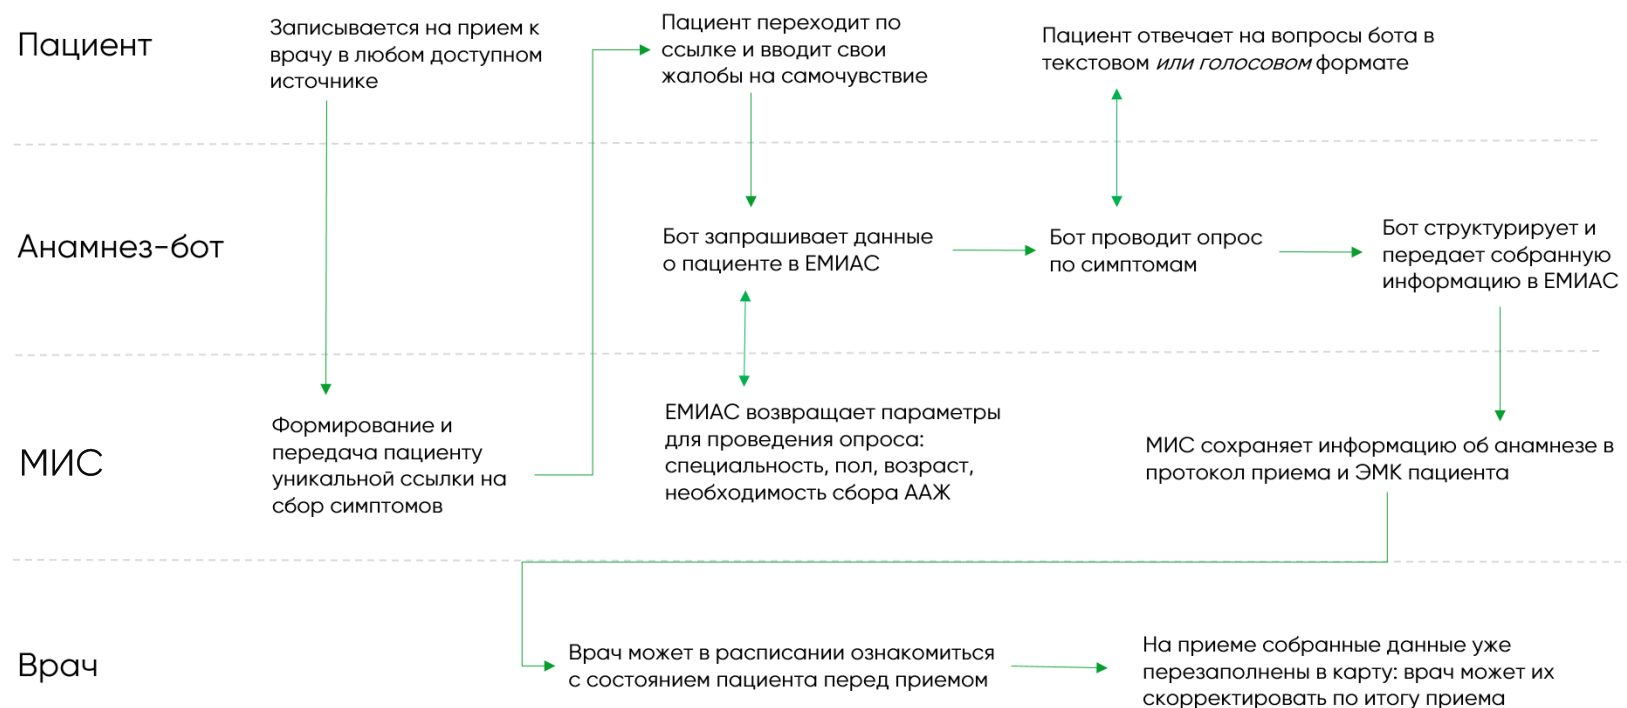 Пациент
Записывается на прием к
врачу в любом доступном
источнике
Пациент переходит по
ссылке и вводит свои
жалобы на самочувствие
Пациент отвечает на вопросы бота в
текстовом или голосовом формате
Анамнез-бот
Бот запрашивает данные
о пациенте в ЕМИАС
Бот проводит опрос
по симптомам
Бот структурирует и
передает собранную
информацию в ЕМИАС
МИС
Формирование и
передача пациенту
уникальной ссылки на
сбор симптомов
ЕМИАС возвращает параметры
для проведения опроса:
специальность, пол, возраст,
необходимость сбора ААЖ
МИС сохраняет информацию об анамнезе в
протокол приема и ЭМК пациента
Врач
Врач может в расписании ознакомиться
с состоянием пациента перед приемом
На приеме собранные данные уже
перезаполнены в карту: врач может их
скорректировать по итогу приема